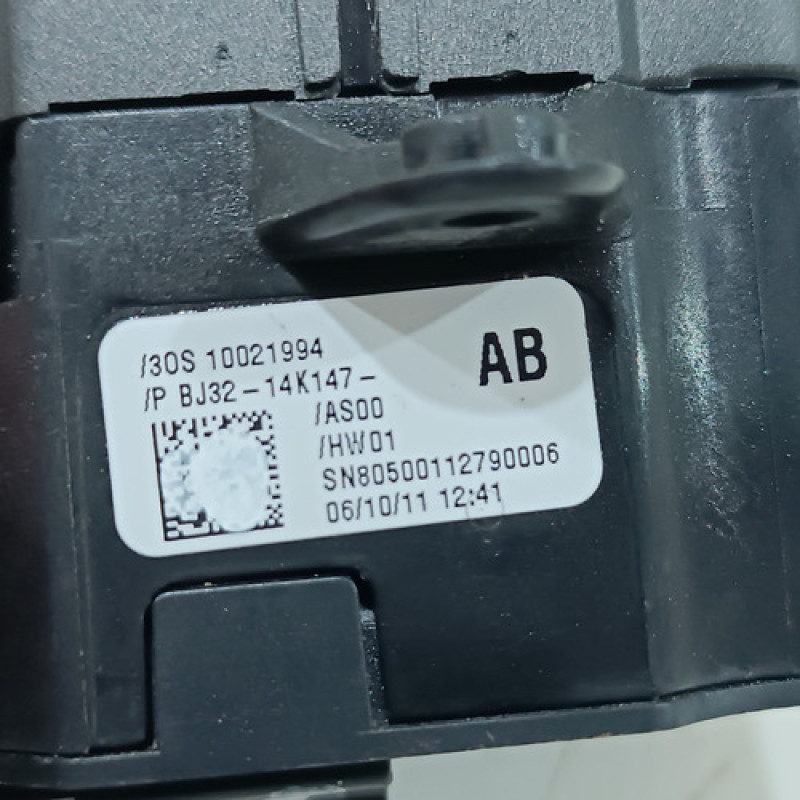 /30S 10021994
AB
/P BJ32-14K147-
/AS00
/HW01
SN80500112790006
06/10/11 12:41